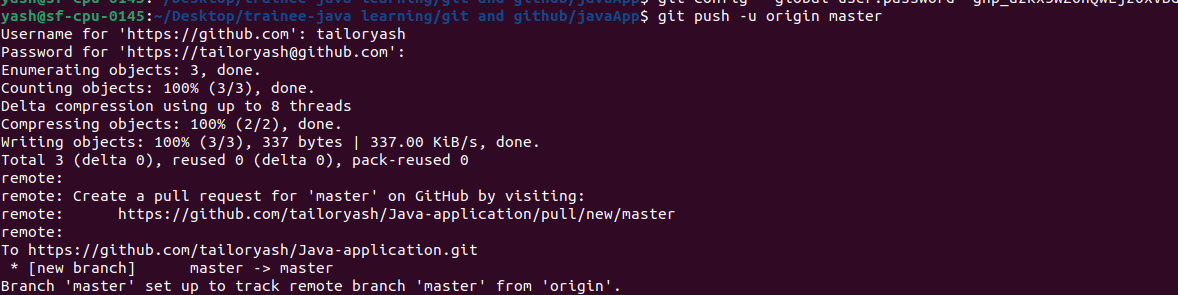 yash@sf-cpu-0145:~/Desktop/trainee-java learning/git and github/javaApp$ git config --global user.password
yash@sf-cpu-0145:~/Desktop/trainee-java learning/git and github/javaApp$ git push -u origin master
Username for 'https://github.com': tailoryash
Password for 'https://tailoryash@github.com':
Enumerating objects: 3, done.
Counting objects: 100% (3/3), done.
Delta compression using up to 8 threads
Compressing objects: 100% (2/2), done.
Writing objects: 100% (3/3), 337 bytes | 337.00 KiB/s, done.
Total 3 (delta 0), reused 0 (delta 0), pack-reused 0
remote:
remote: Create a pull request for 'master' on GitHub by visiting:
remote:      https://github.com/tailoryash/Java-application/pull/new/master
remote:
To https://github.com/tailoryash/Java-application.git
 * [new branch]      master -> master
Branch 'master' set up to track remote branch 'master' from 'origin'.